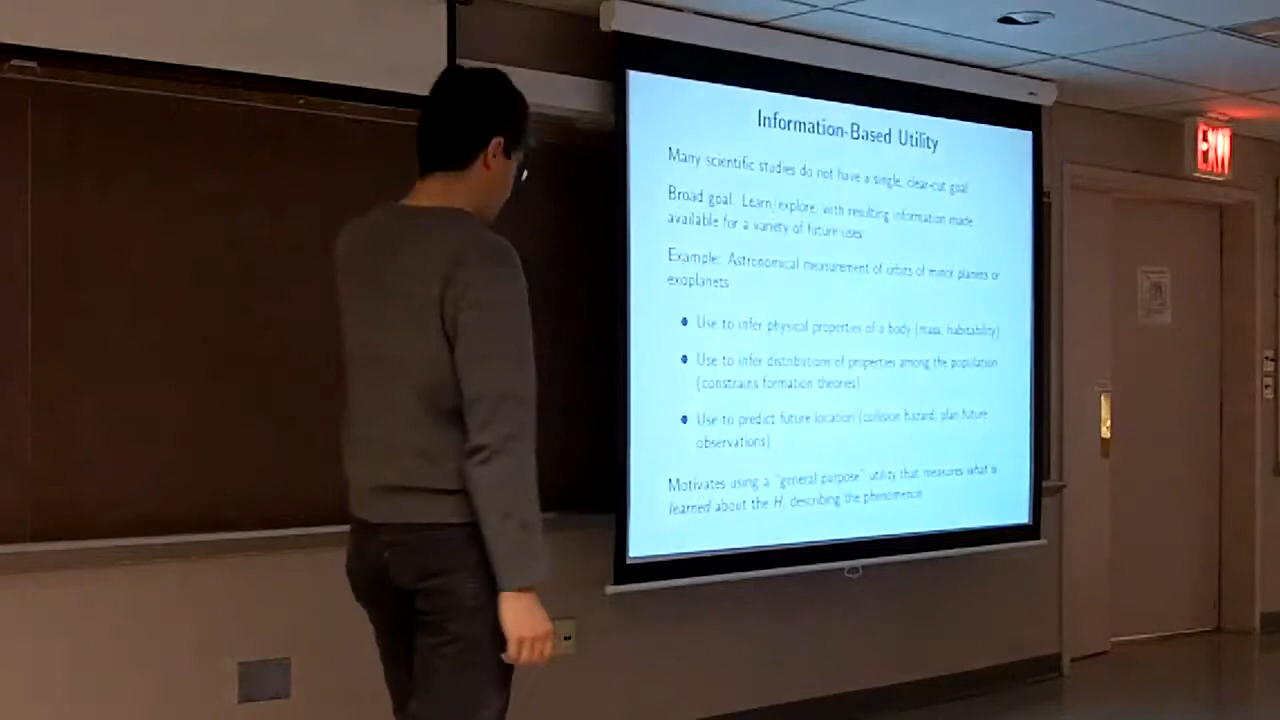 Information-Based Utility
Many scientific studies do not have a single, clear-cut goal
Broad goal: Learn/explore, with resulting information made
available for a variety of future uses
Example: Astronomical measurement of orbits of minor planets or
exoplanets
Use to infer physical properties of a body (mass, habitability)
Use to infer distributions of properties among the population
(constrains formation theories)
Use to predict future location (collision hazard, plan future
observations)
Motivates using a "general purpose" utility that measures what is
learned about the Hi describing the phenomenon
EXIT